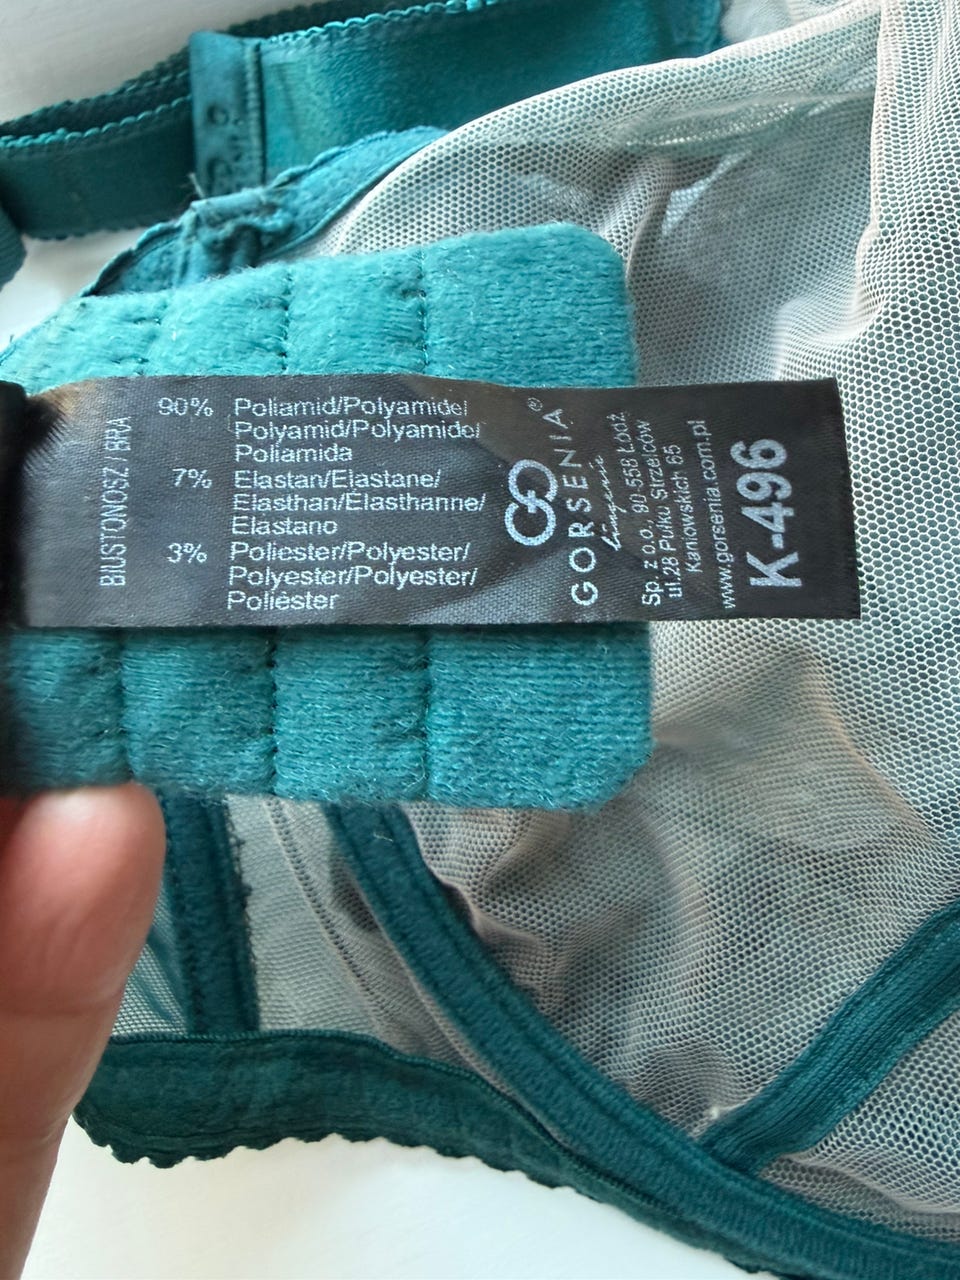 BIUSTONOSZ / BRA
90% Poliamid/Polyamide/
Polyamid/Polyamide/
Poliamida
7% Elastan/Elastane/
Elasthan/Elasthanne/
Elastano
3% Poliester/Polyester/
Polyester/Polyester/
Poliéster
GORSENIA®
lingerie
Sp. z o.o., 90-558 Łódź
ul.28 Pułku Strzelców
Kaniowskich 65
www.gorsenia.com.pl
K-496